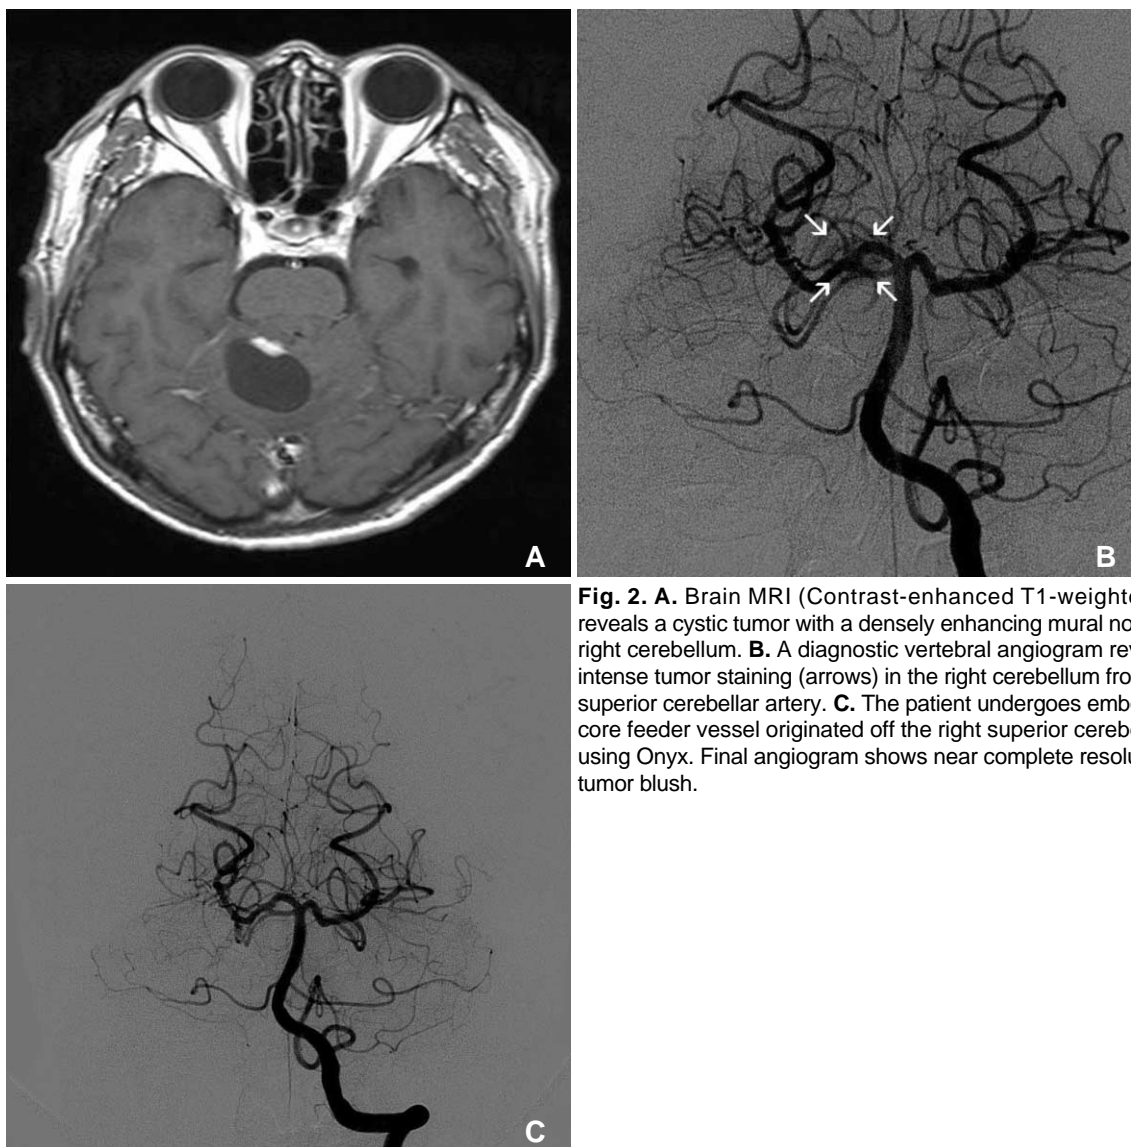 A
B
Fig. 2. A. Brain MRI (Contrast-enhanced T1-weighte
reveals a cystic tumor with a densely enhancing mural no
right cerebellum. B. A diagnostic vertebral angiogram rev
intense tumor staining (arrows) in the right cerebellum fro
superior cerebellar artery. C. The patient undergoes emb
core feeder vessel originated off the right superior cereb
using Onyx. Final angiogram shows near complete resolu
tumor blush.
C